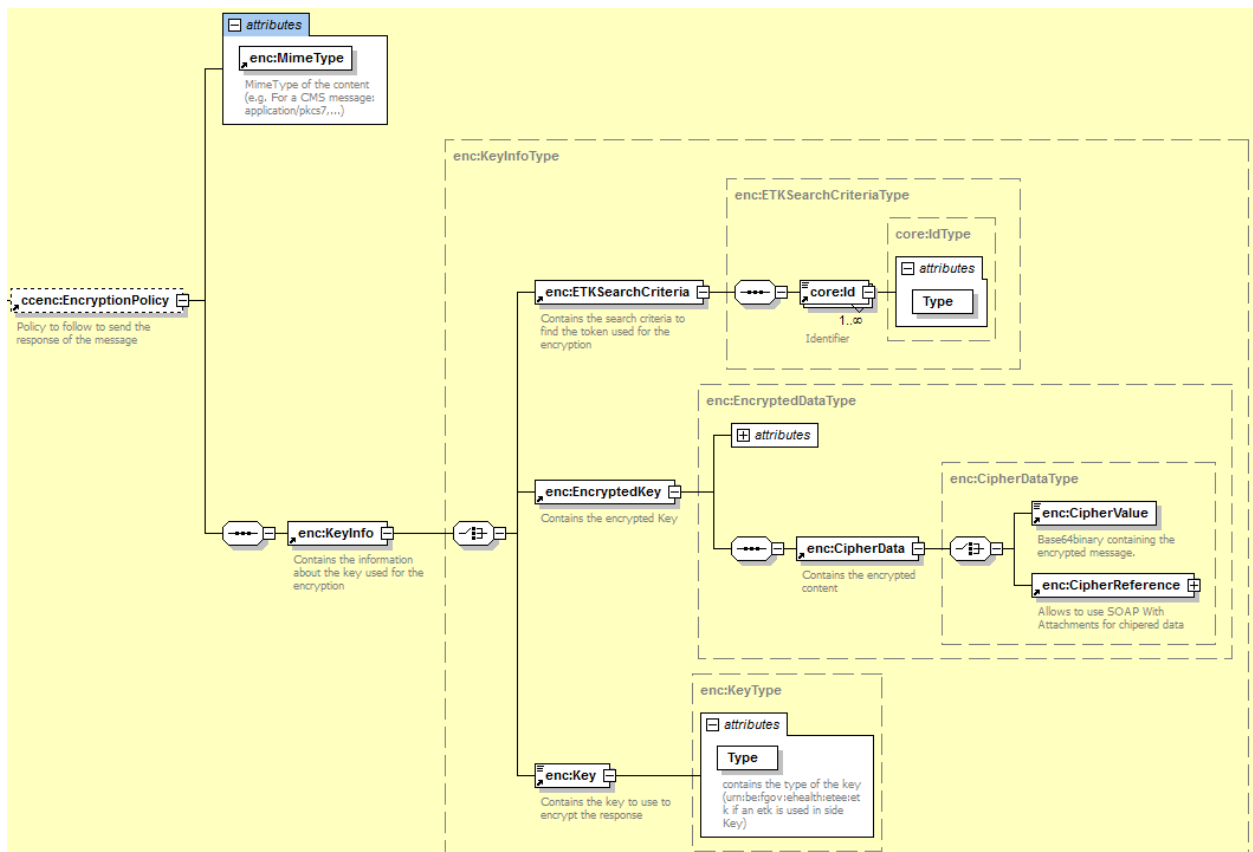 attributes
enc:MimeType
MimeType of the content
(e.g. For a CMS message:
application/pkcs7,...)
ccenc:EncryptionPolicy
Policy to follow to send the
response of the message
enc:KeyInfo
Contains the information
about the key used for the
encryption
enc:KeyInfoType
enc:ETKSearchCriteria
Contains the search criteria to
find the token used for the
encryption
enc:ETKSearchCriteriaType
core:Id
1..∞
Identifier
core:IdType
attributes
Type
enc:EncryptedKey
Contains the encrypted Key
enc:EncryptedDataType
attributes
enc:CipherData
Contains the encrypted
content
enc:CipherDataType
enc:CipherValue
Base64binary containing the
encrypted message.
enc:CipherReference
Allows to use SOAP With
Attachments for chipered data
enc:Key
Contains the key to use to
encrypt the response
enc:KeyType
attributes
Type
contains the type of the key
(urn:be:fgov:ehealth:etee:et
k if an etk is used in side
Key)